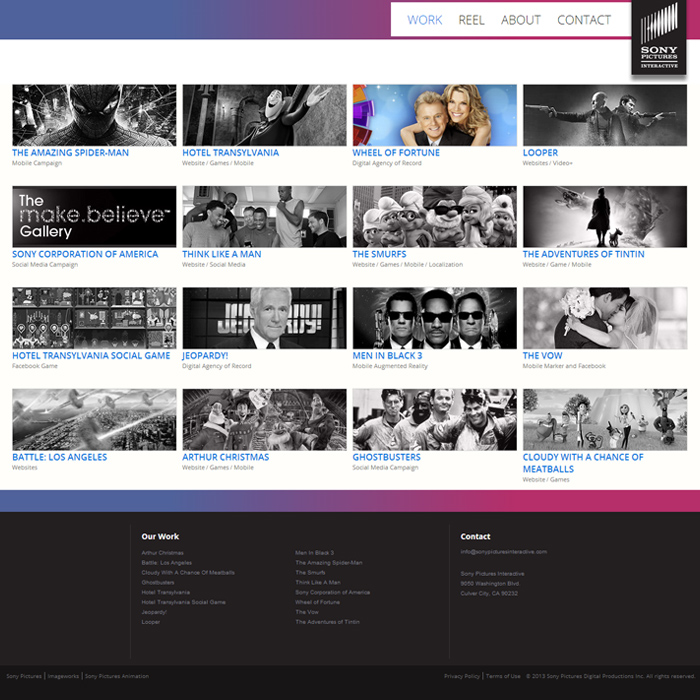 WORK REEL ABOUT CONTACT
SONY
PICTURES
INTERACTIVE
THE AMAZING SPIDER-MAN
Mobile Campaign
HOTEL TRANSYLVANIA
Website / Games / Mobile
WHEEL OF FORTUNE
Digital Agency of Record
LOOPER
Websites / Video+
The
make.believe™
Gallery
SONY CORPORATION OF AMERICA
Social Media Campaign
THINK LIKE A MAN
Website / Social Media
THE SMURFS
Website / Games / Mobile / Localization
THE ADVENTURES OF TINTIN
Website / Game / Mobile
HOTEL TRANSYLVANIA SOCIAL GAME
Facebook Game
JEOPARDY!
Digital Agency of Record
MEN IN BLACK 3
Mobile Augmented Reality
THE VOW
Mobile Marker and Facebook
BATTLE: LOS ANGELES
Websites
ARTHUR CHRISTMAS
Website / Games / Mobile
GHOSTBUSTERS
Social Media Campaign
CLOUDY WITH A CHANCE OF
MEATBALLS
Website / Games
Our Work
Arthur Christmas
Battle: Los Angeles
Cloudy With A Chance Of Meatballs
Ghostbusters
Hotel Transylvania
Hotel Transylvania Social Game
Jeopardy!
Looper
Men In Black 3
The Amazing Spider-Man
The Smurfs
Think Like A Man
Sony Corporation of America
Wheel of Fortune
The Vow
The Adventures of Tintin
Contact
info@sonypicturesinteractive.com
Sony Pictures Interactive
9050 Washington Blvd
Culver City, CA 90232
Sony Pictures | Imageworks | Sony Pictures Animation
Privacy Policy | Terms of Use © 2013 Sony Pictures Digital Productions Inc. All rights reserved.